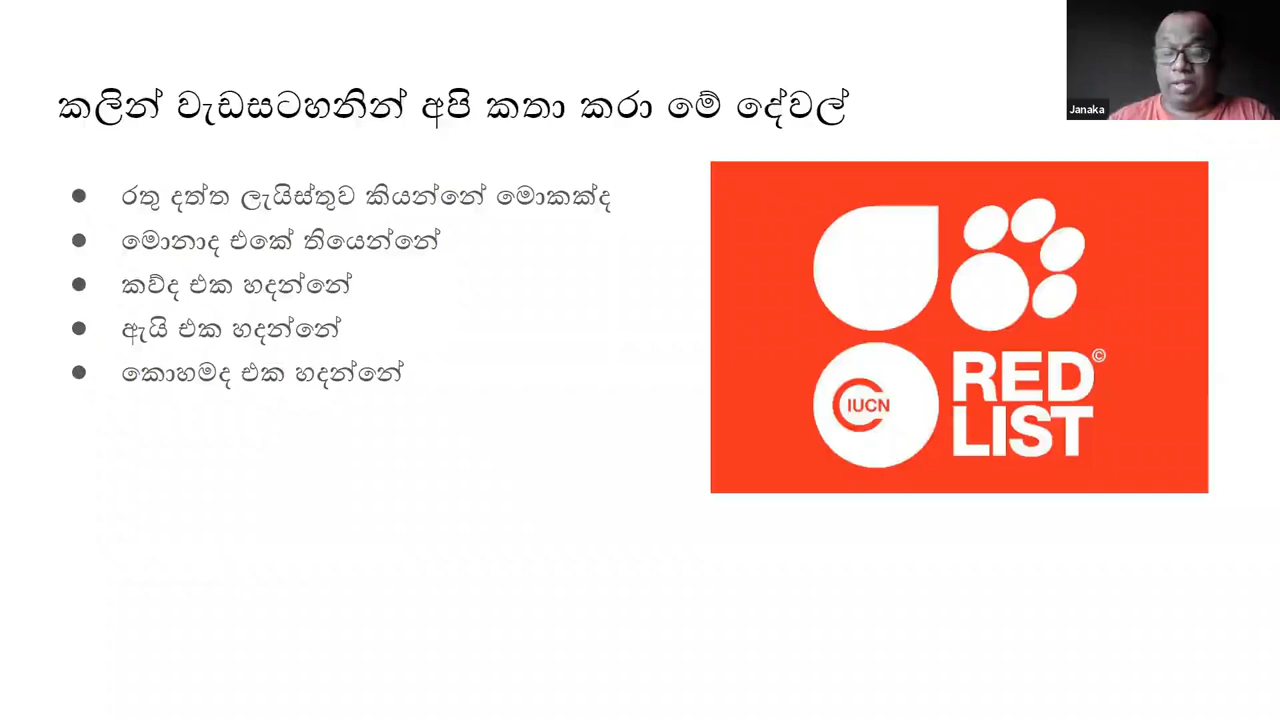 කලින් වැඩසටහනින් අපි කතා කරා මේ දේවල්
Janaka
● රතු දත්ත ලැයිස්තුව කියන්නේ මොකක්ද
● මොනාද එකේ තියෙන්නේ
● කව්ද එක හදන්නේ
● ඇයි එක හදන්නේ
● කොහමද එක හදන්නේ
IUCN
RED©
LIST